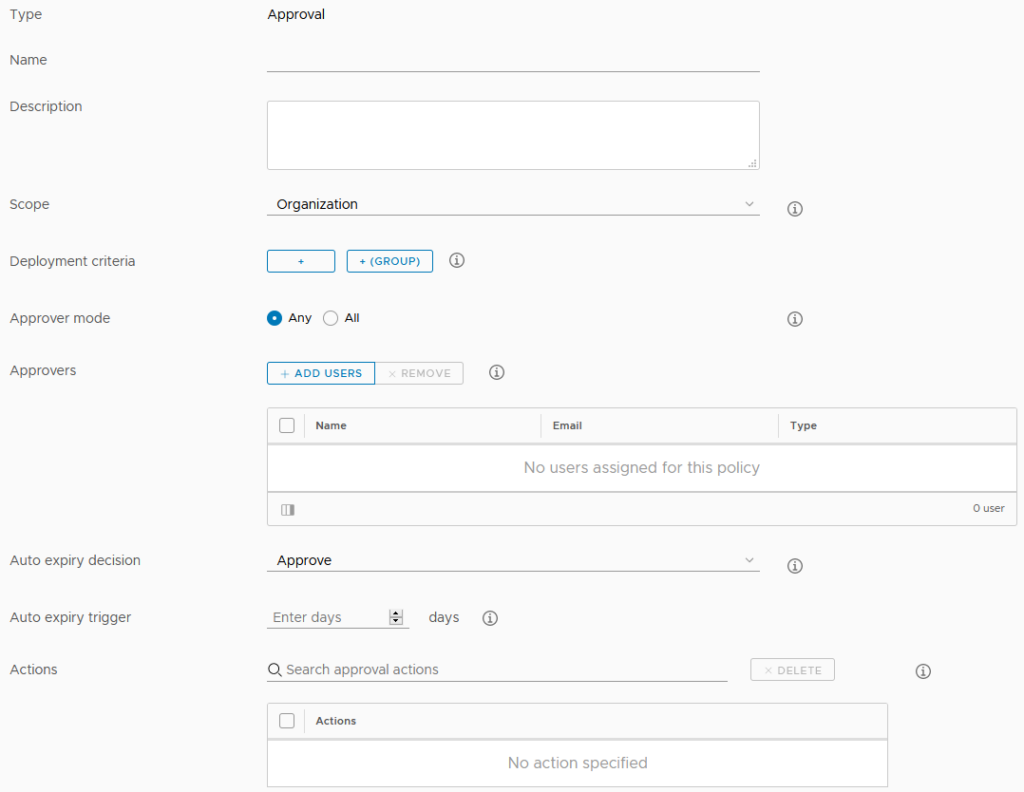 Type Approval
Name
Description
Scope Organization
Deployment criteria + + (GROUP)
Approver mode Any All
Approvers + ADD USERS × REMOVE
Name Email Type
No users assigned for this policy
0 user
Auto expiry decision Approve
Auto expiry trigger Enter days days
Actions Search approval actions × DELETE
Actions
No action specified